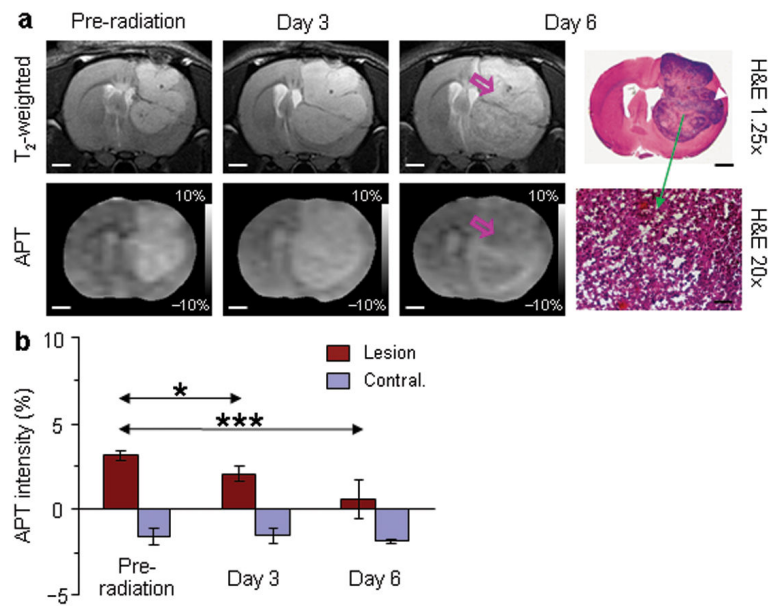 a
Pre-radiation Day 3 Day 6
T2-weighted
H&E 1.25x
APT
10% 10% 10%
−10% −10% −10%
H&E 20x
b
APT intensity (%)
10
5
0
−5
Lesion
Contral.
*
***
Pre-
radiation
Day 3
Day 6